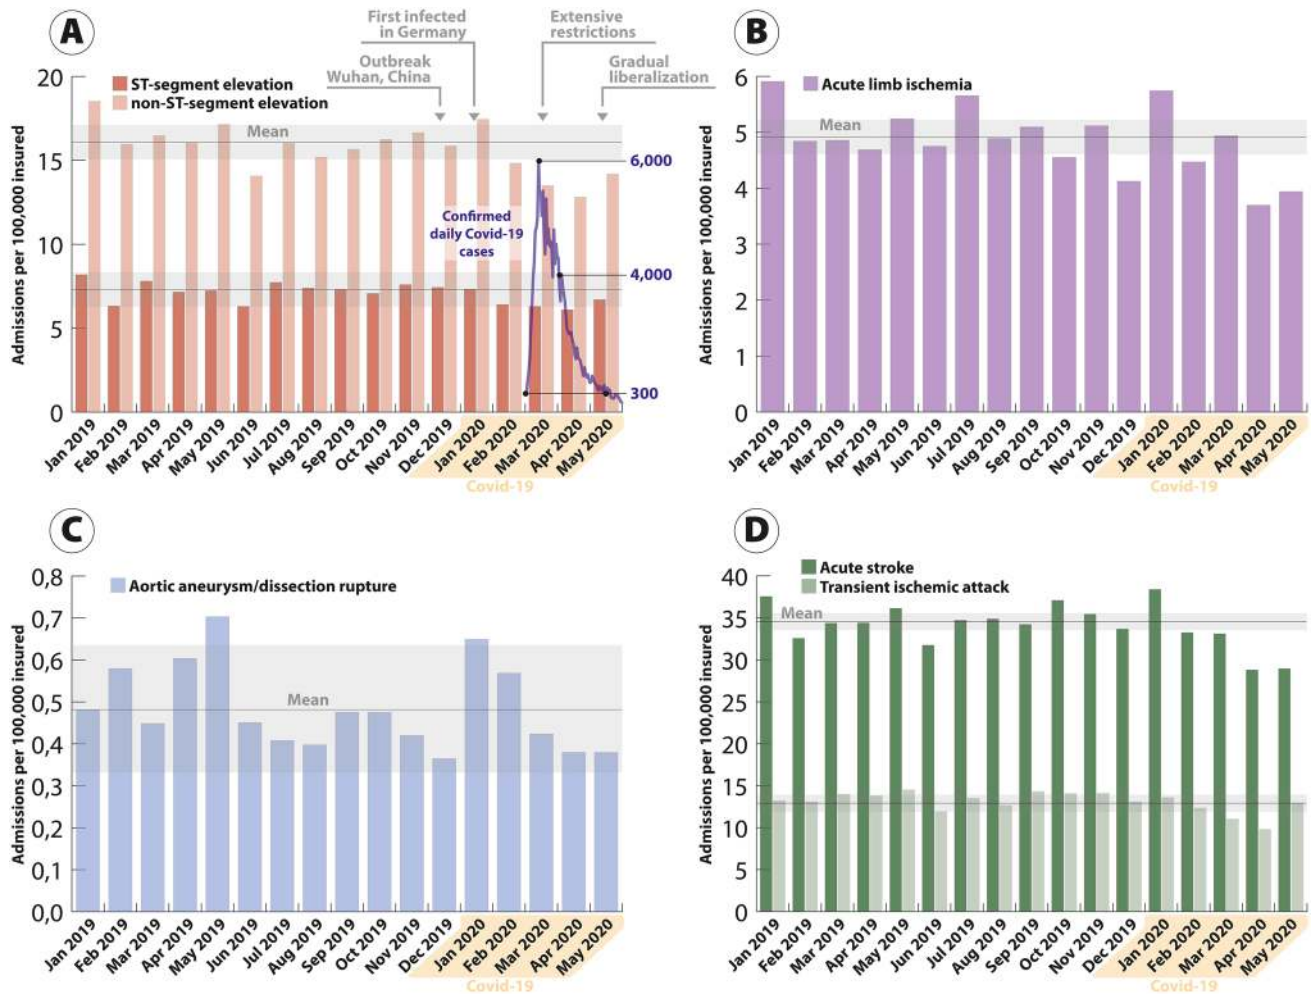 A
First infected
in Germany
Extensive
restrictions
Outbreak
Wuhan, China
Gradual
liberalization
ST-segment elevation
non-ST-segment elevation
Mean
Confirmed
daily Covid-19
cases
6,000
4,000
300
Admissions per 100,000 insured
20
15
10
5
0
Jan 2019
Feb 2019
Mar 2019
Apr 2019
May 2019
Jun 2019
Jul 2019
Aug 2019
Sep 2019
Oct 2019
Nov 2019
Dec 2019
Jan 2020
Feb 2020
Mar 2020
Apr 2020
May 2020
Covid-19
B
Acute limb ischemia
Mean
Admissions per 100,000 insured
6
5
4
3
2
1
0
Jan 2019
Feb 2019
Mar 2019
Apr 2019
May 2019
Jun 2019
Jul 2019
Aug 2019
Sep 2019
Oct 2019
Nov 2019
Dec 2019
Jan 2020
Feb 2020
Mar 2020
Apr 2020
May 2020
Covid-19
C
Aortic aneurysm/dissection rupture
Mean
Admissions per 100,000 insured
0,8
0,7
0,6
0,5
0,4
0,3
0,2
0,1
0,0
Jan 2019
Feb 2019
Mar 2019
Apr 2019
May 2019
Jun 2019
Jul 2019
Aug 2019
Sep 2019
Oct 2019
Nov 2019
Dec 2019
Jan 2020
Feb 2020
Mar 2020
Apr 2020
May 2020
Covid-19
D
Acute stroke
Transient ischemic attack
Mean
Admissions per 100,000 insured
40
35
30
25
20
15
10
5
0
Jan 2019
Feb 2019
Mar 2019
Apr 2019
May 2019
Jun 2019
Jul 2019
Aug 2019
Sep 2019
Oct 2019
Nov 2019
Dec 2019
Jan 2020
Feb 2020
Mar 2020
Apr 2020
May 2020
Covid-19